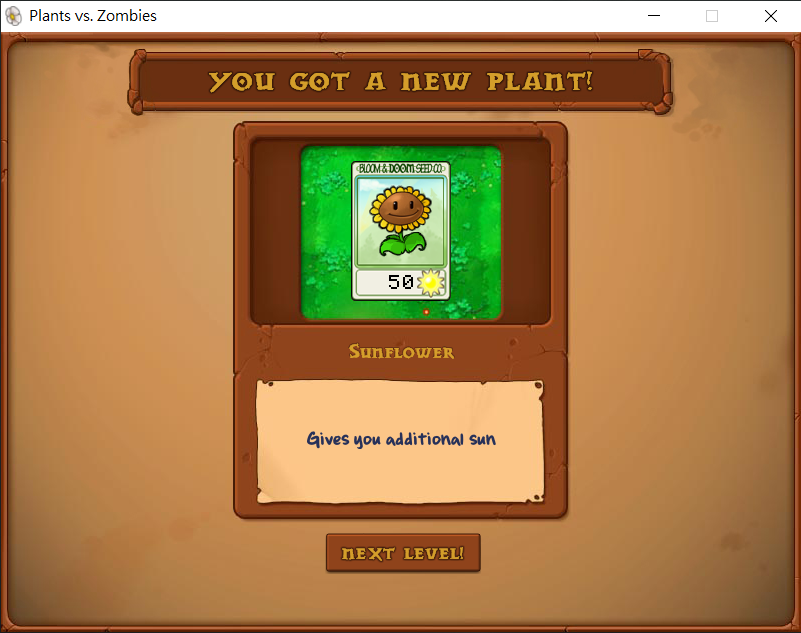 Plants vs. Zombies
YOU GOT A NEW PLANT!
BLOOM & DOOM SEED CO
50
Sunflower
Gives you additional sun
NEXT LEVEL!